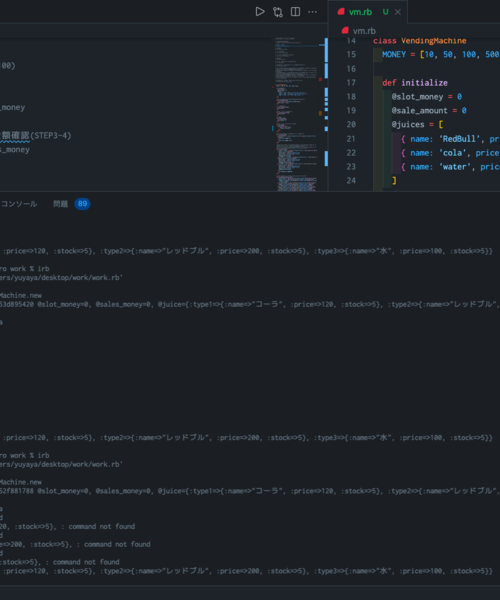 vm.rb U
vm.rb
14 class VendingMachine
15 MONEY = [10, 50, 100, 500
16
17 def initialize
18 @slot_money = 0
19 @sale_amount = 0
20 @juices = [
21 { name: 'RedBull', pr
22 { name: 'cola', price
23 { name: 'water', price
24 ]
00)
money
額確認(STEP3-4)
s_money
コンソール 問題 89
:price=>120, :stock=>5}, :type2=>{:name=>"レッドブル", :price=>200, :stock=>5}, :type3=>{:name=>"水", :price=>100, :stock=>5}}
ro work % irb
ers/yuyaya/desktop/work/work.rb'
Machine.new
53d895420 @slot_money=0, @sales_money=0, @juice={:type1=>{:name=>"コーラ", :price=>120, :stock=>5}, :type2=>{:name=>"レッドブル",
a
:price=>120, :stock=>5}, :type2=>{:name=>"レッドブル", :price=>200, :stock=>5}, :type3=>{:name=>"水", :price=>100, :stock=>5}}
ro work % irb
ers/yuyaya/desktop/work/work.rb'
Machine.new
52f881788 @slot_money=0, @sales_money=0, @juice={:type1=>{:name=>"コーラ", :price=>120, :stock=>5}, :type2=>{:name=>"レッドブル",
a
d
20, :stock=>5}, : command not found
d
e=>200, :stock=>5}, : command not found
d
:stock=>5}, : command not found
:price=>120, :stock=>5}, :type2=>{:name=>"レッドブル", :price=>200, :stock=>5}, :type3=>{:name=>"水", :price=>100, :stock=>5}}